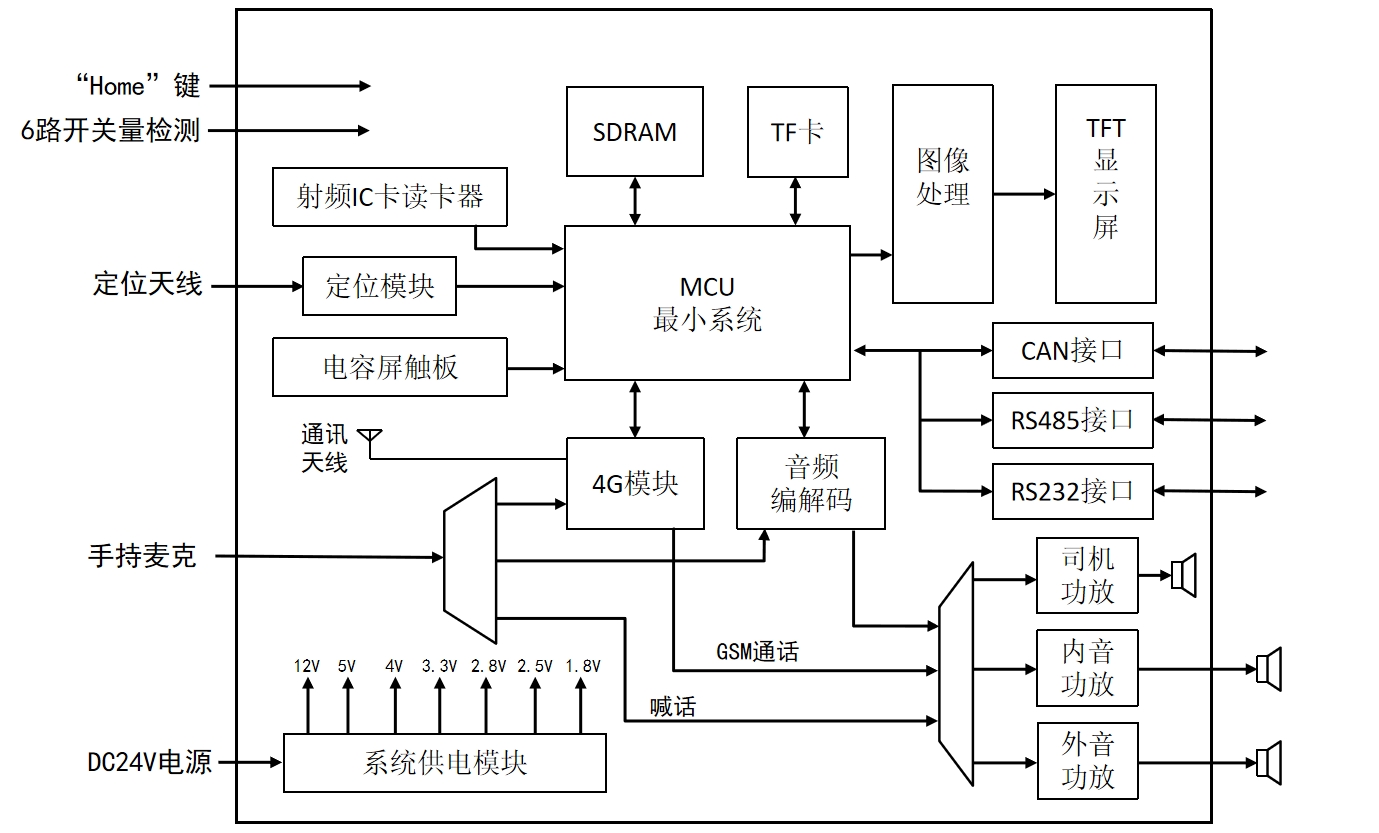 “Home”键
6路开关量检测
SDRAM
TF卡
图像
处理
TFT
显
示
屏
射频IC卡读卡器
定位天线
定位模块
MCU
最小系统
电容屏触板
CAN接口
RS485接口
RS232接口
通讯
天线
4G模块
音频
编解码
手持麦克
司机
功放
GSM通话
内音
功放
喊话
外音
功放
12V
5V
4V
3.3V
2.8V
2.5V
1.8V
DC24V电源
系统供电模块